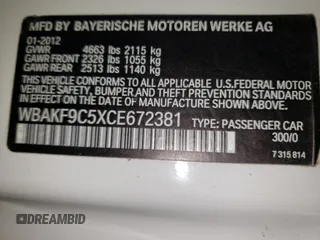 MFD BY BAYERISCHE MOTOREN WERKE AG
01-2012
GVWR 4663 lbs 2115 kg
GAWR FRONT 2326 lbs 1055 kg
GAWR REAR 2513 lbs 1140 kg
THIS VEHICLE CONFORMS TO ALL APPLICABLE U.S. FEDERAL MOTOR
VEHICLE SAFETY, BUMPER, AND THEFT PREVENTION STANDARDS
IN EFFECT ON THE DATE OF MANUFACTURE SHOWN ABOVE.
WBAKF9C5XCE672381 TYPE: PASSENGER CAR
300/0
7 315 814
DREAMBID